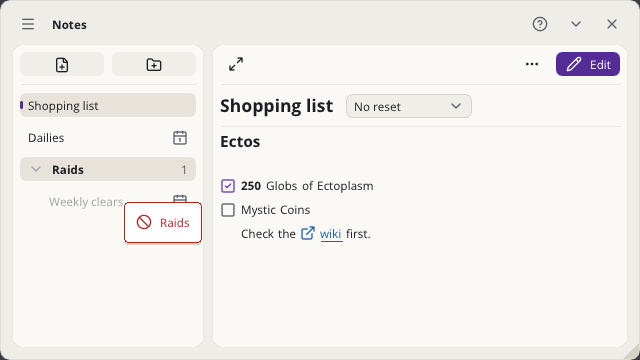 Notes
Shopping list
Dailies
Raids 1
Weekly clears
Raids
Edit
Shopping list No reset
Ectos
250 Globs of Ectoplasm
Mystic Coins
Check the wiki first.